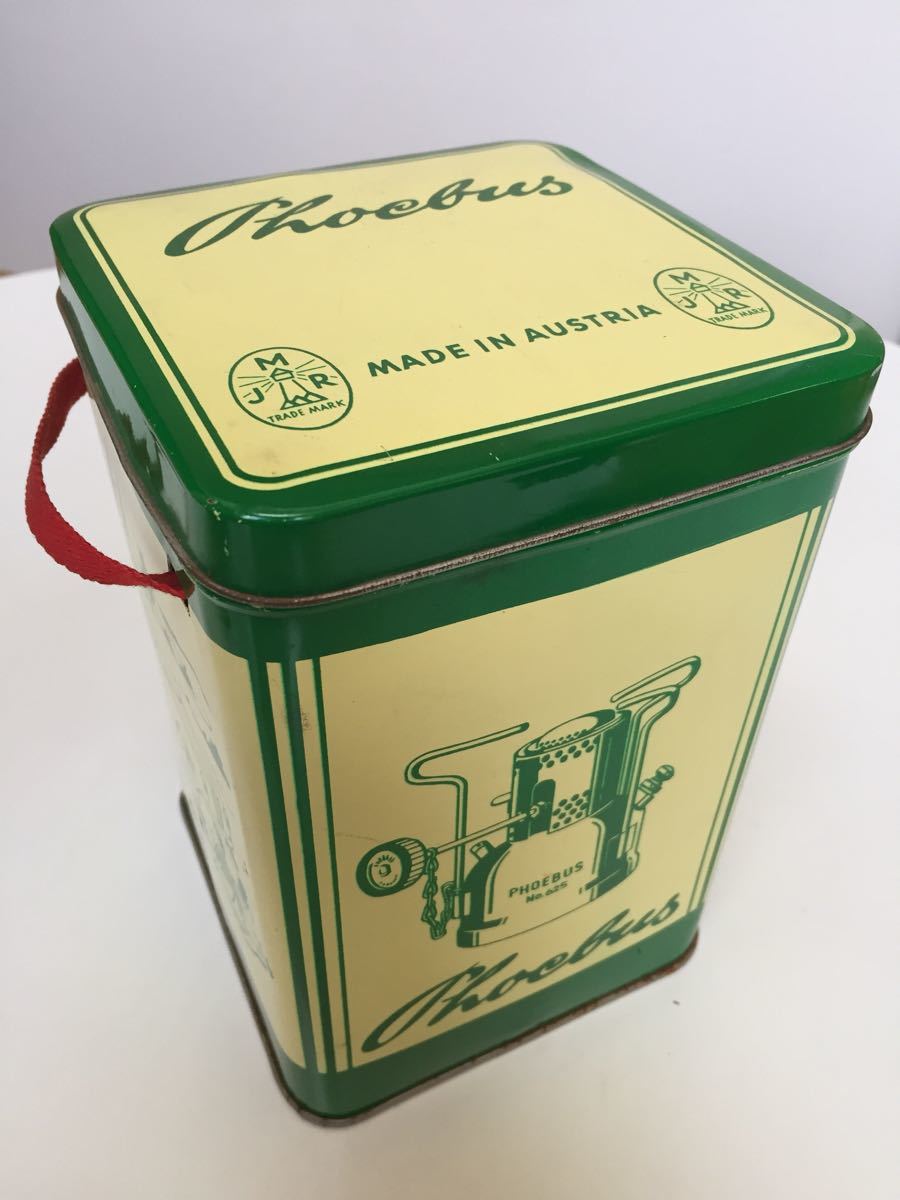 Phoebus
M
J R
TRADE MARK
MADE IN AUSTRIA
M
J R
TRADE MARK
PHOEBUS
No. 625
Phoebus